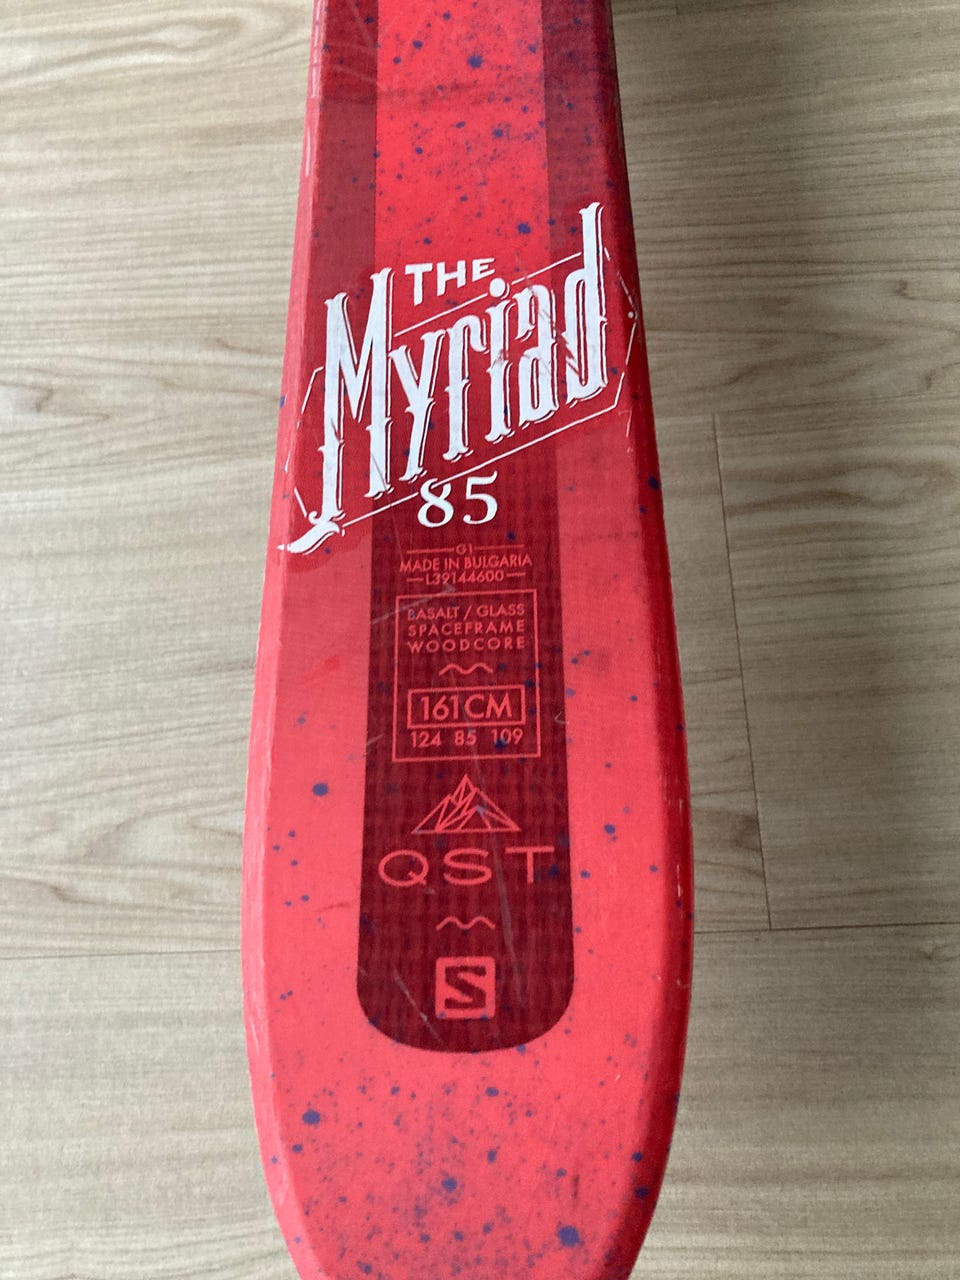 THE
Myriad
85
G1
MADE IN BULGARIA
L39144600
BASALT / GLASS
SPACEFRAME
WOODCORE
161CM
124 85 109
QST
S